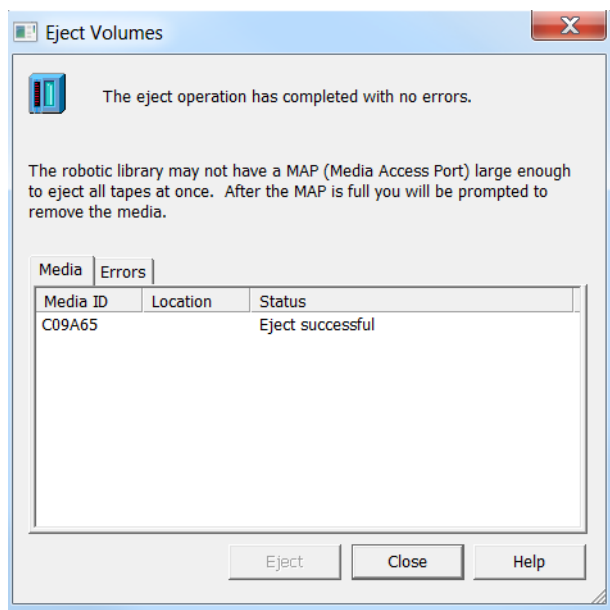 Eject Volumes
X
The eject operation has completed with no errors.
The robotic library may not have a MAP (Media Access Port) large enough
to eject all tapes at once.  After the MAP is full you will be prompted to
remove the media.
Media Errors
Media ID Location Status
C09A65 Eject successful
Eject Close Help